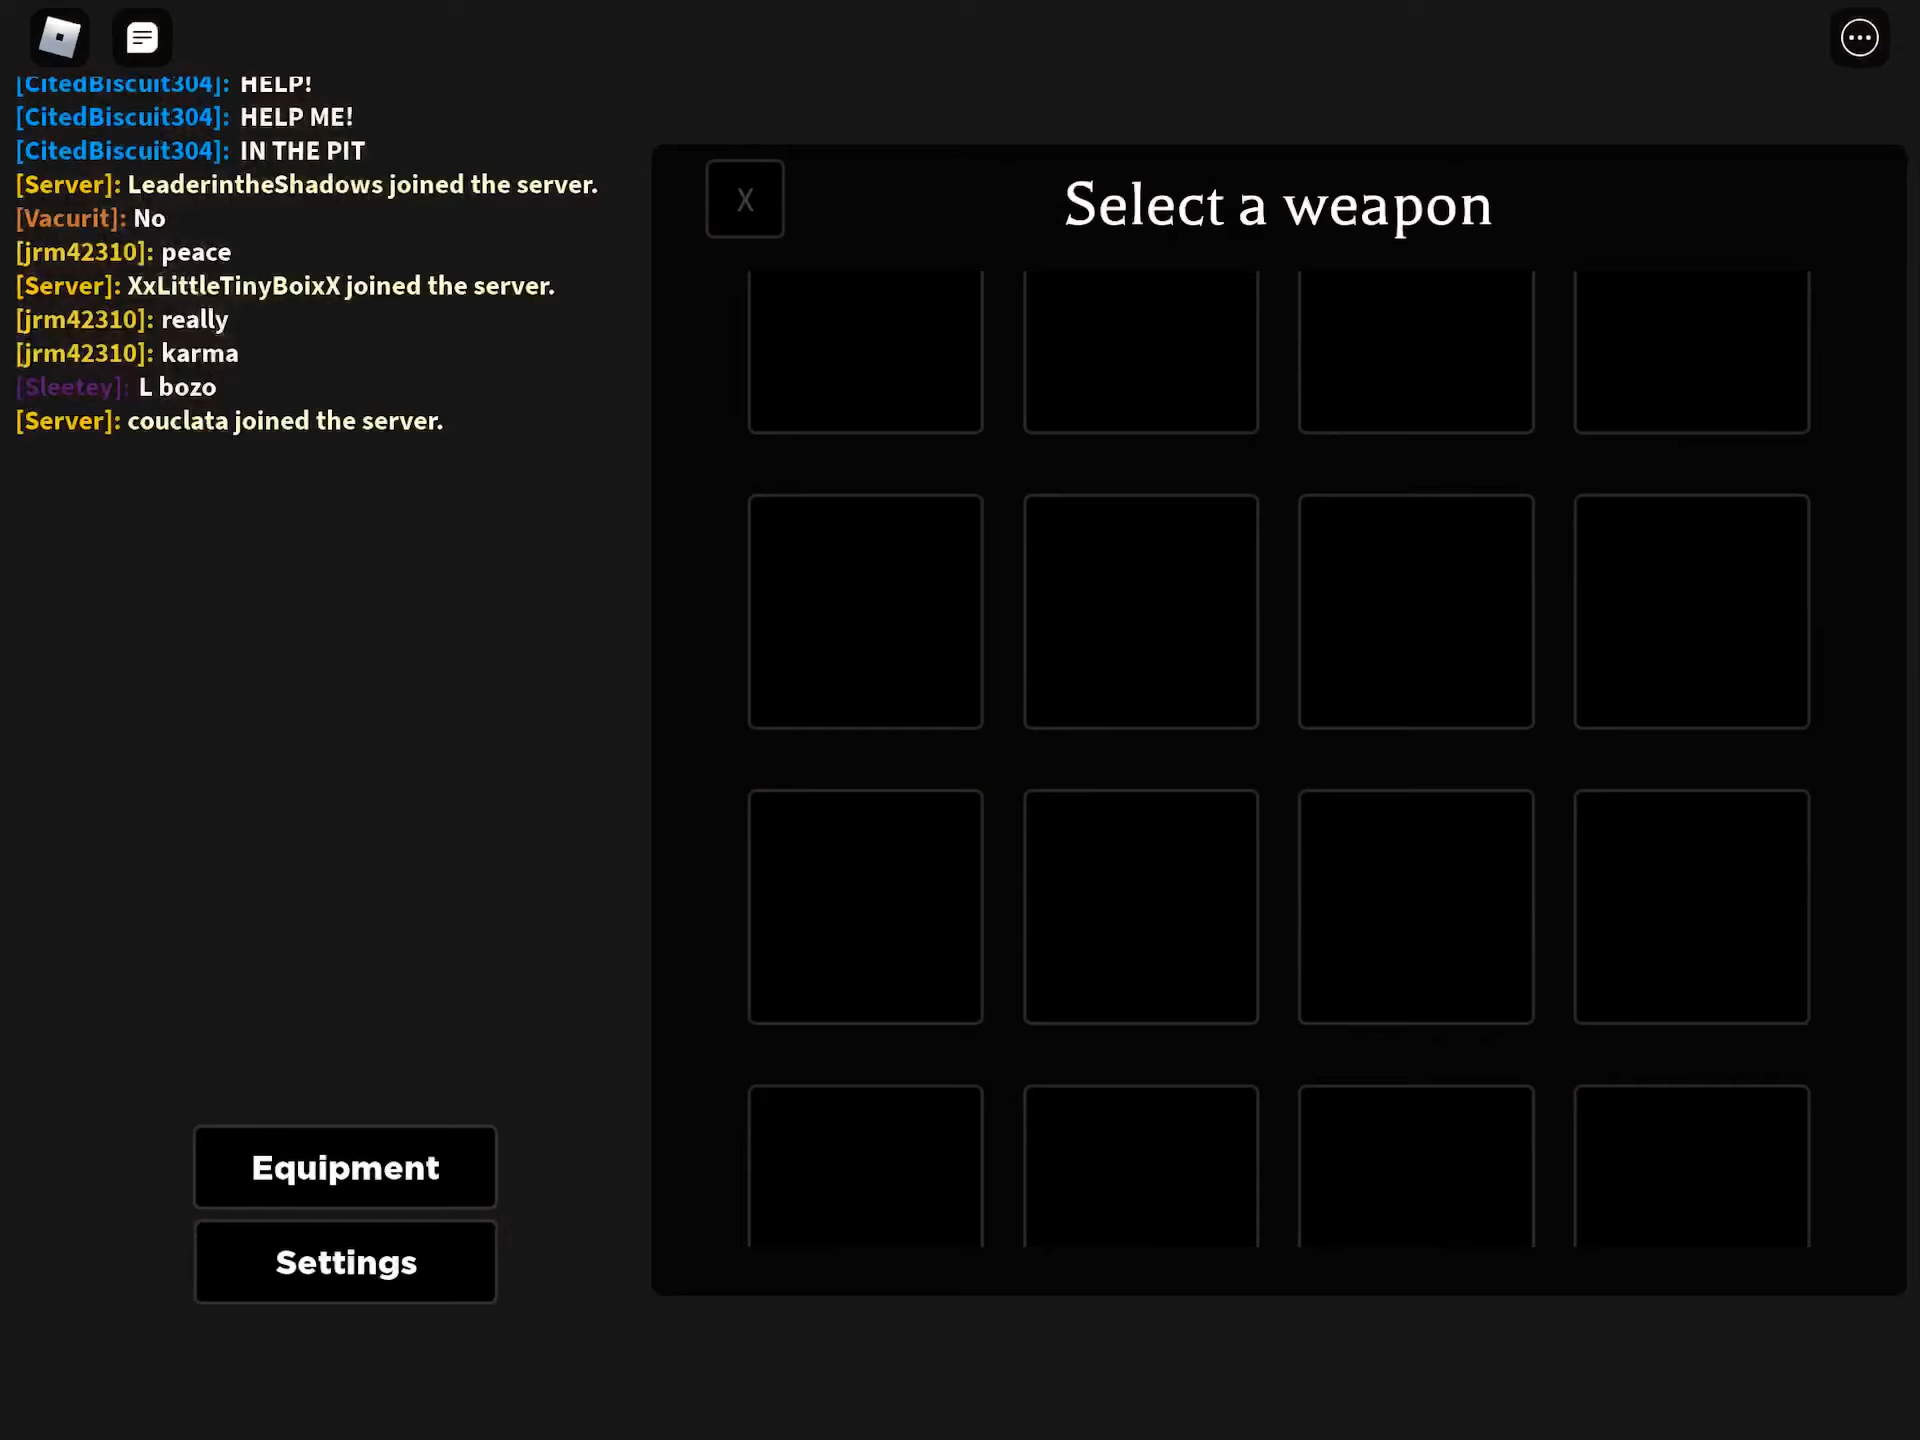 [CitedBiscuit304]: HELP!
[CitedBiscuit304]: HELP ME!
[CitedBiscuit304]: IN THE PIT
[Server]: LeaderintheShadows joined the server.
[Vacurit]: No
[jrm42310]: peace
[Server]: XxLittleTinyBoixX joined the server.
[jrm42310]: really
[jrm42310]: karma
[Sleetey]: L bozo
[Server]: couclata joined the server.
X
Select a weapon
Equipment
Settings